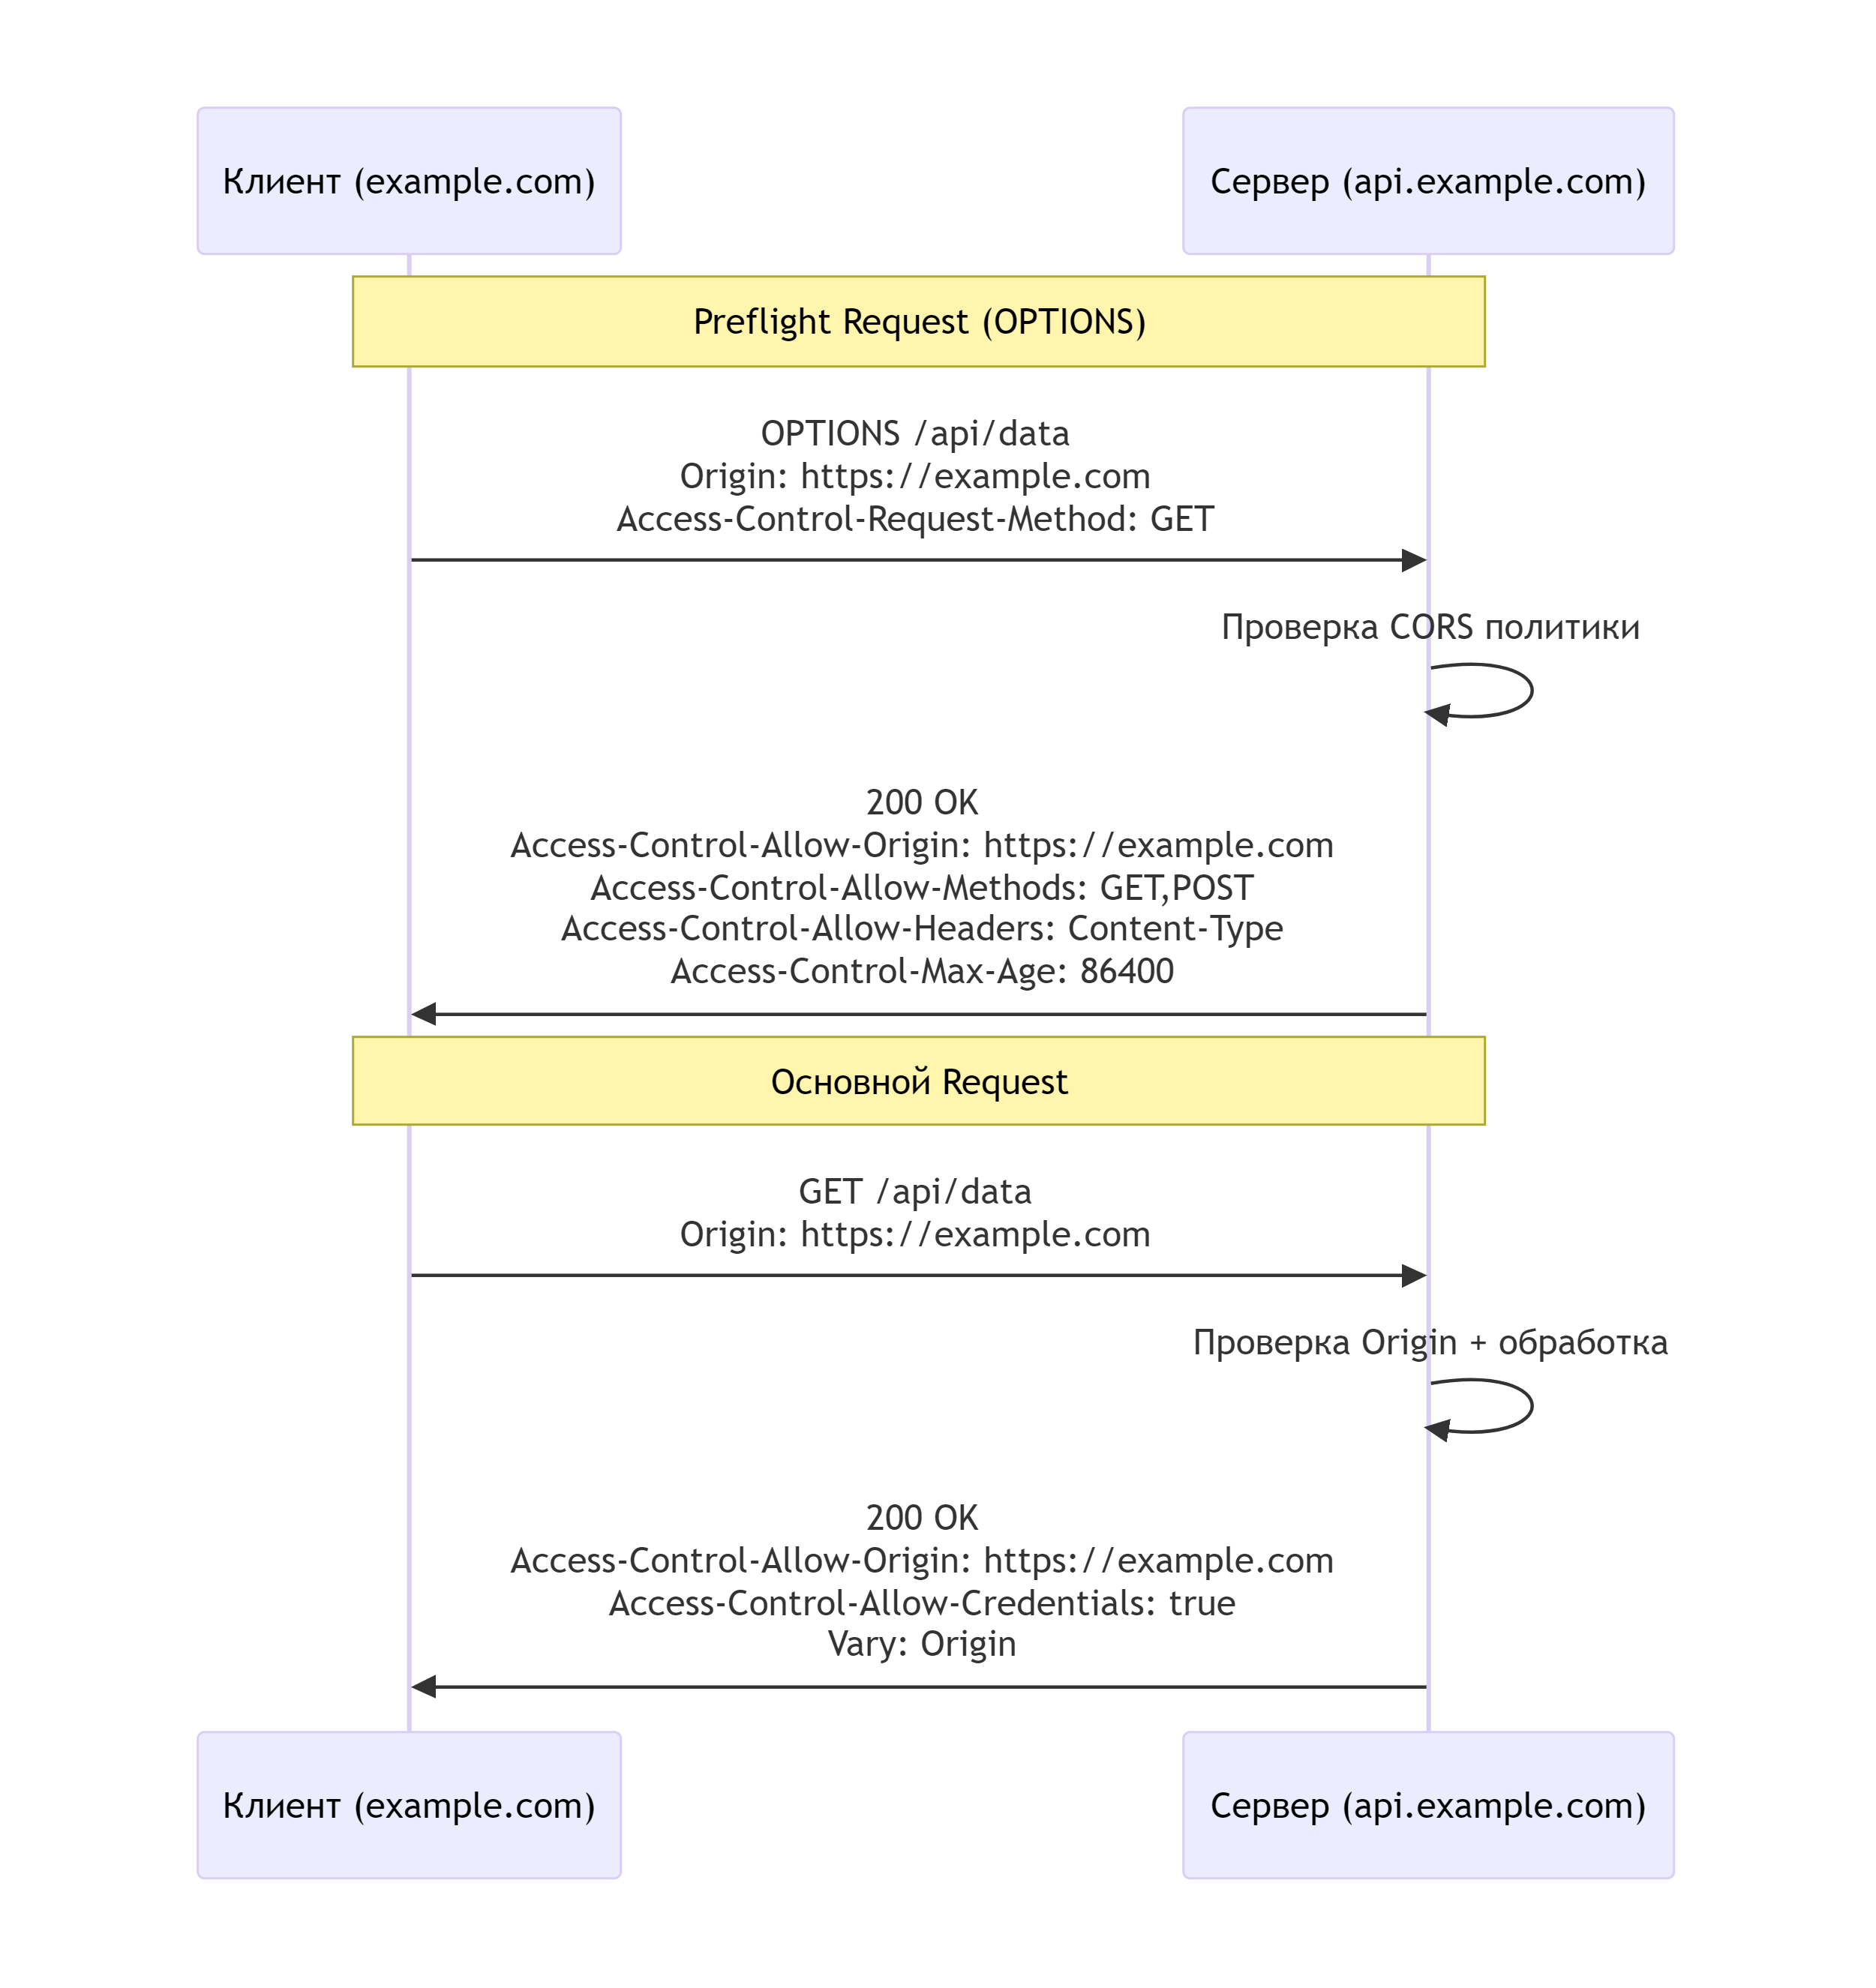 Клиент (example.com)
Сервер (api.example.com)
Preflight Request (OPTIONS)
OPTIONS /api/data
Origin: https://example.com
Access-Control-Request-Method: GET
Проверка CORS политики
200 OK
Access-Control-Allow-Origin: https://example.com
Access-Control-Allow-Methods: GET,POST
Access-Control-Allow-Headers: Content-Type
Access-Control-Max-Age: 86400
Основной Request
GET /api/data
Origin: https://example.com
Проверка Origin + обработка
200 OK
Access-Control-Allow-Origin: https://example.com
Access-Control-Allow-Credentials: true
Vary: Origin
Клиент (example.com)
Сервер (api.example.com)